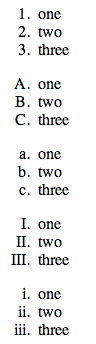 1. one
2. two
3. three
A. one
B. two
C. three
a. one
b. two
c. three
I. one
II. two
III. three
i. one
ii. two
iii. three